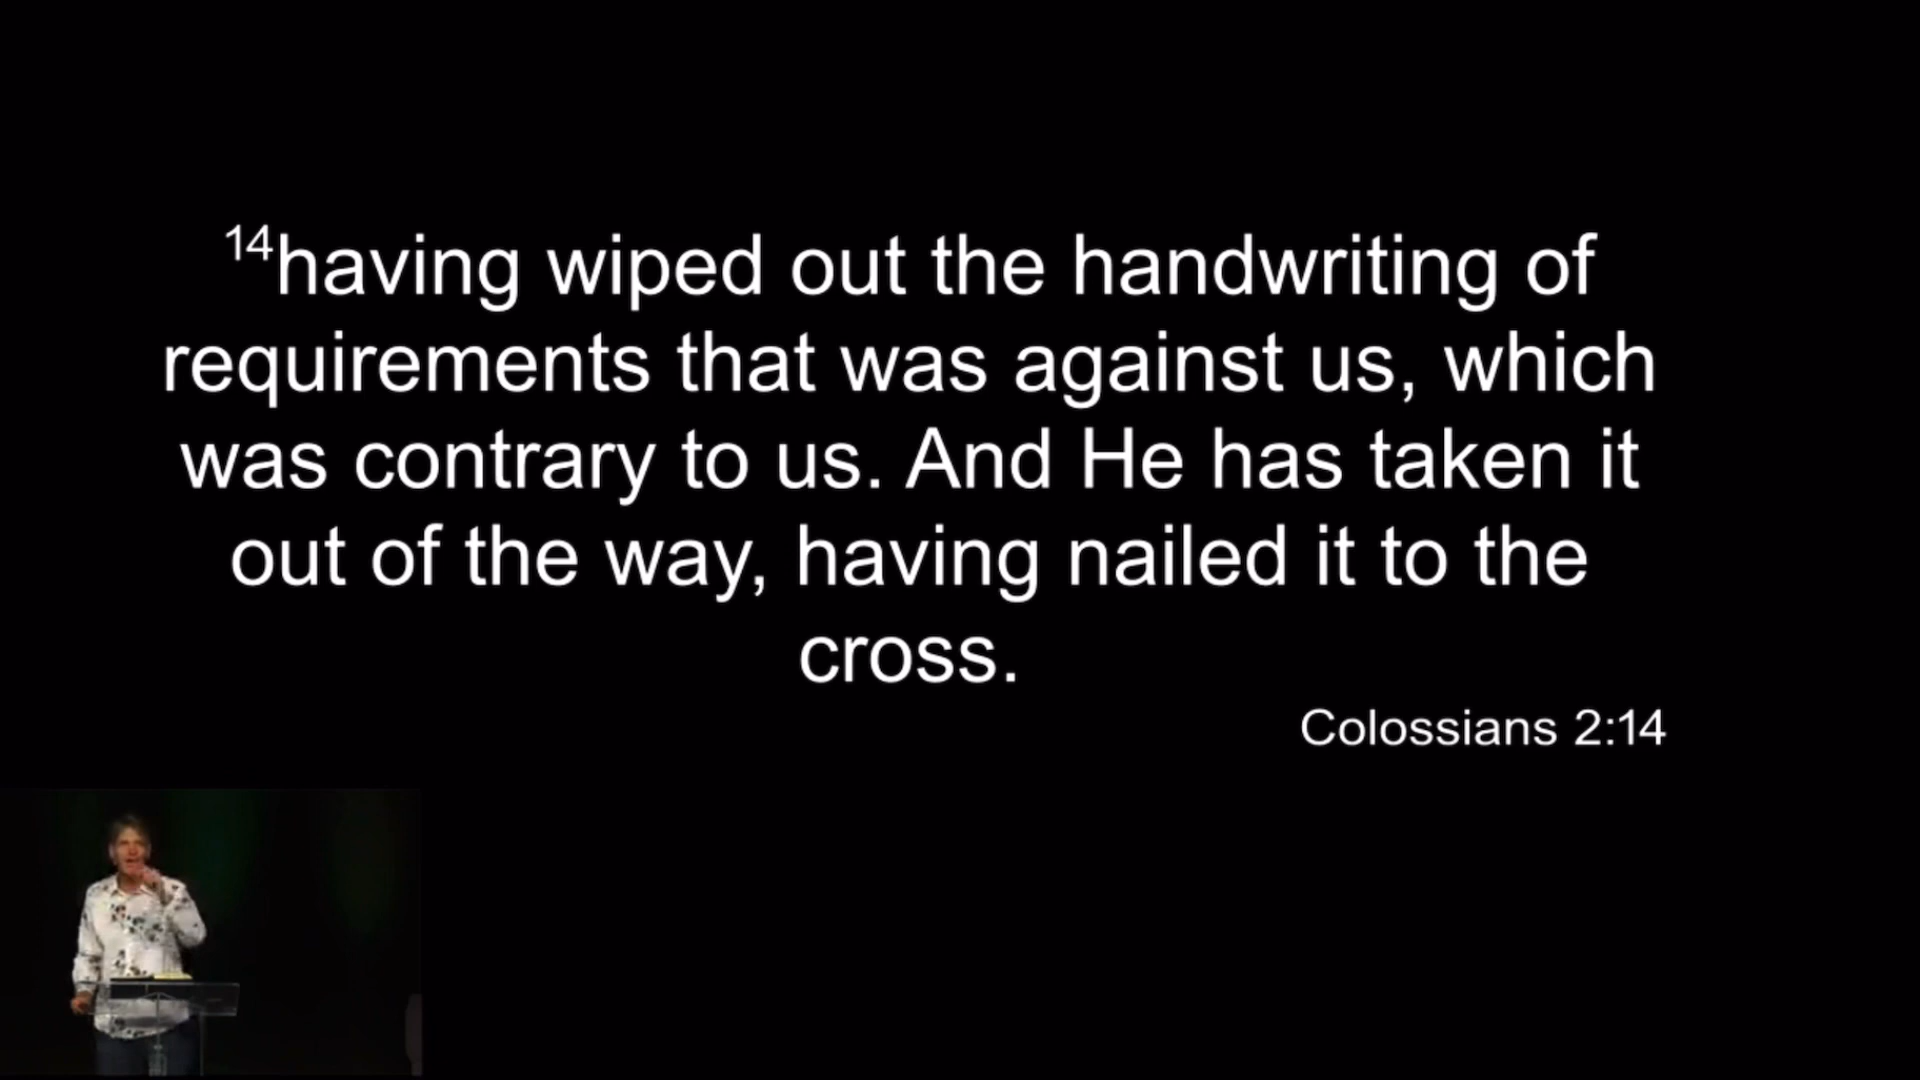 14having wiped out the handwriting of
requirements that was against us, which
was contrary to us. And He has taken it
out of the way, having nailed it to the
cross.
Colossians 2:14